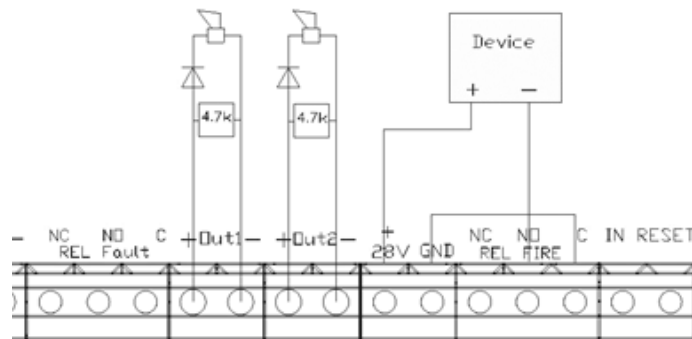 Device
+ −
4.7k 4.7k
− NC NO C +Out1− +Out2− + 28V GND NC NO C IN RESET
REL Fault REL FIRE